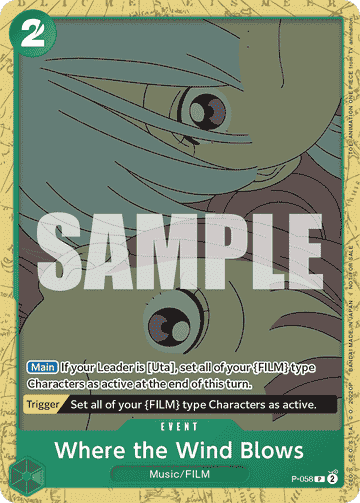 2
SAMPLE
Main If your Leader is [Uta], set all of your {FILM} type
Characters as active at the end of this turn.
Trigger Set all of your {FILM} type Characters as active.
EVENT
Where the Wind Blows
Music/FILM
P-058 P 2